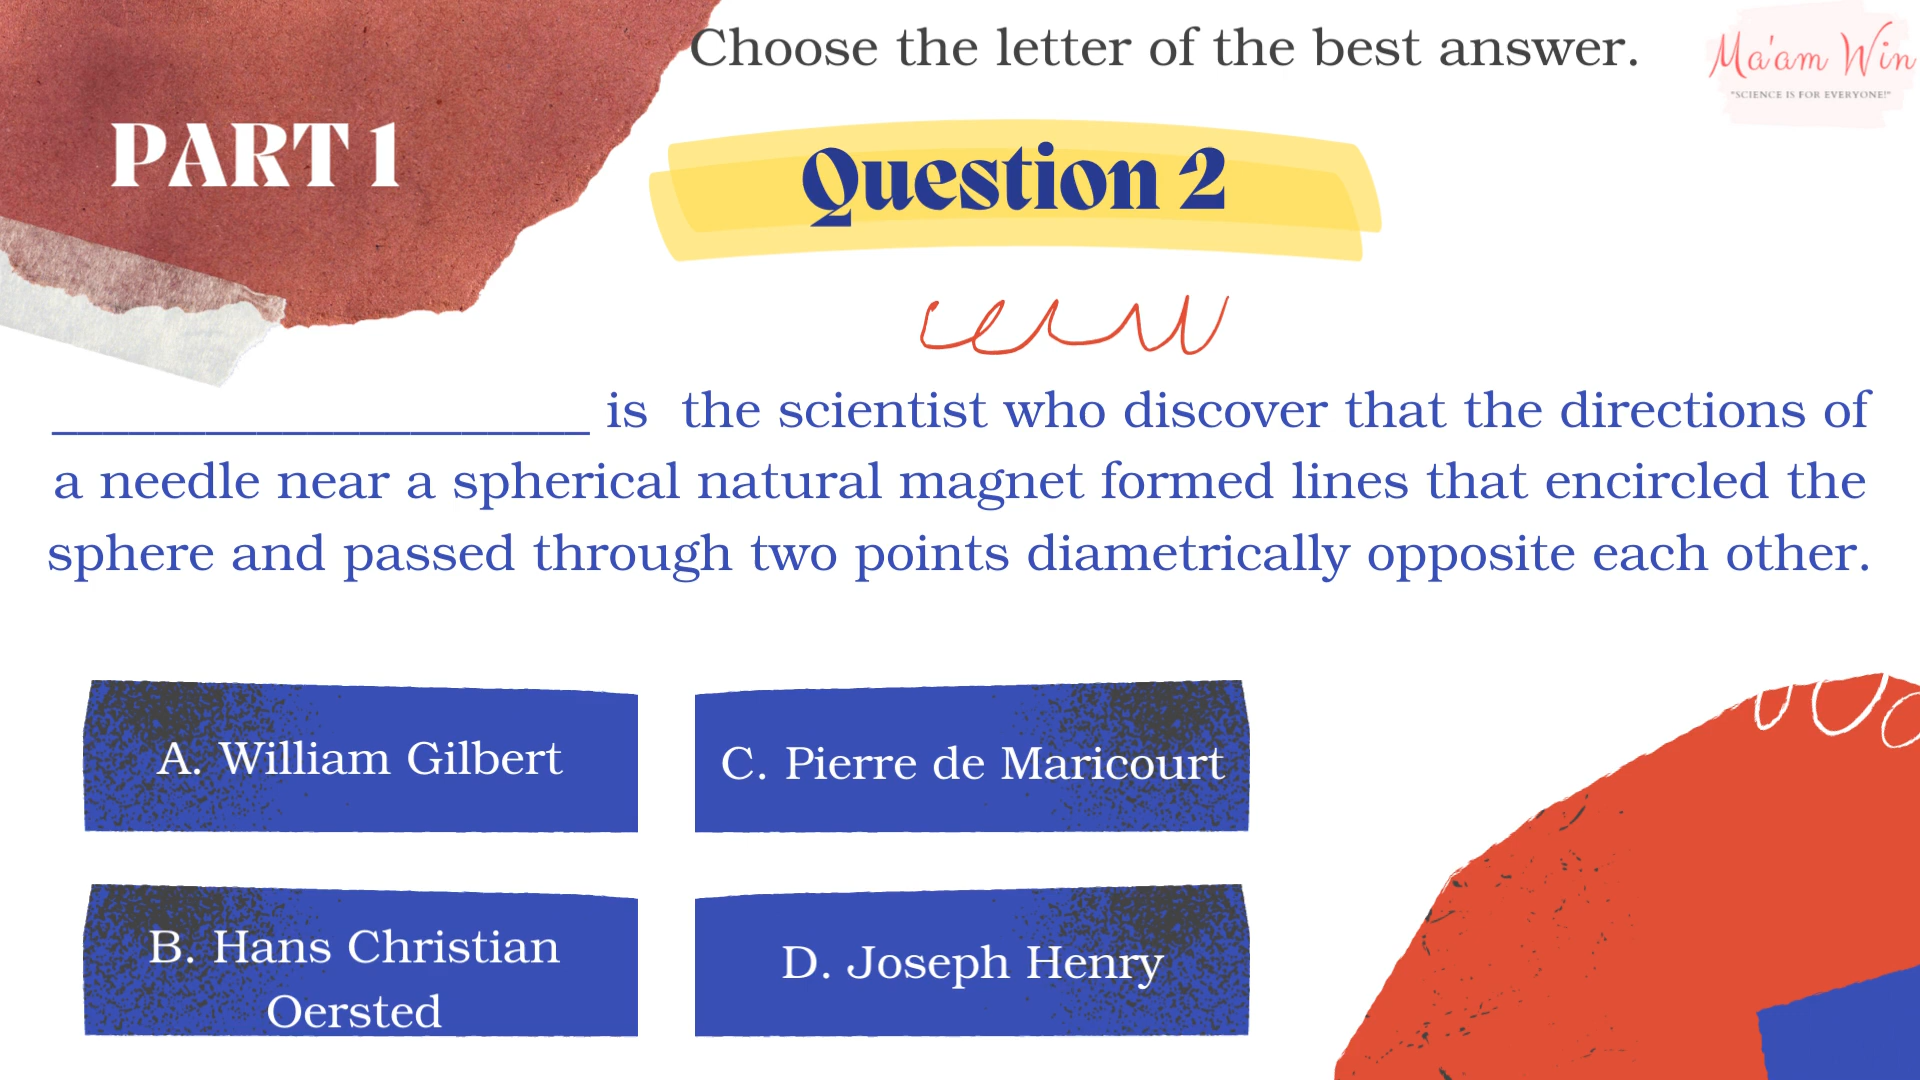 Choose the letter of the best answer.
Ma'am Win
"SCIENCE IS FOR EVERYONE!"
PART 1
Question 2
_____________________ is the scientist who discover that the directions of
a needle near a spherical natural magnet formed lines that encircled the
sphere and passed through two points diametrically opposite each other.
A. William Gilbert
C. Pierre de Maricourt
B. Hans Christian
Oersted
D. Joseph Henry